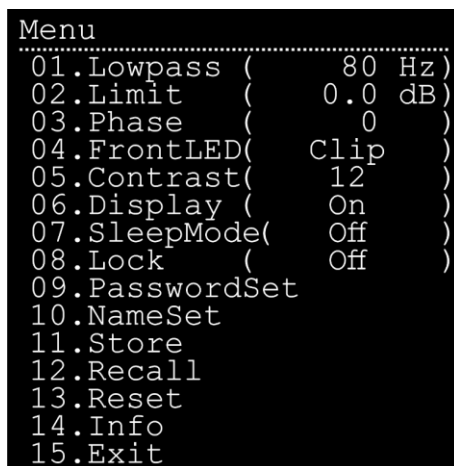 Menu
01.Lowpass ( 80 Hz)
02.Limit ( 0.0 dB)
03.Phase ( 0 )
04.FrontLED( Clip )
05.Contrast( 12 )
06.Display ( On )
07.SleepMode( Off )
08.Lock ( Off )
09.PasswordSet
10.NameSet
11.Store
12.Recall
13.Reset
14.Info
15.Exit